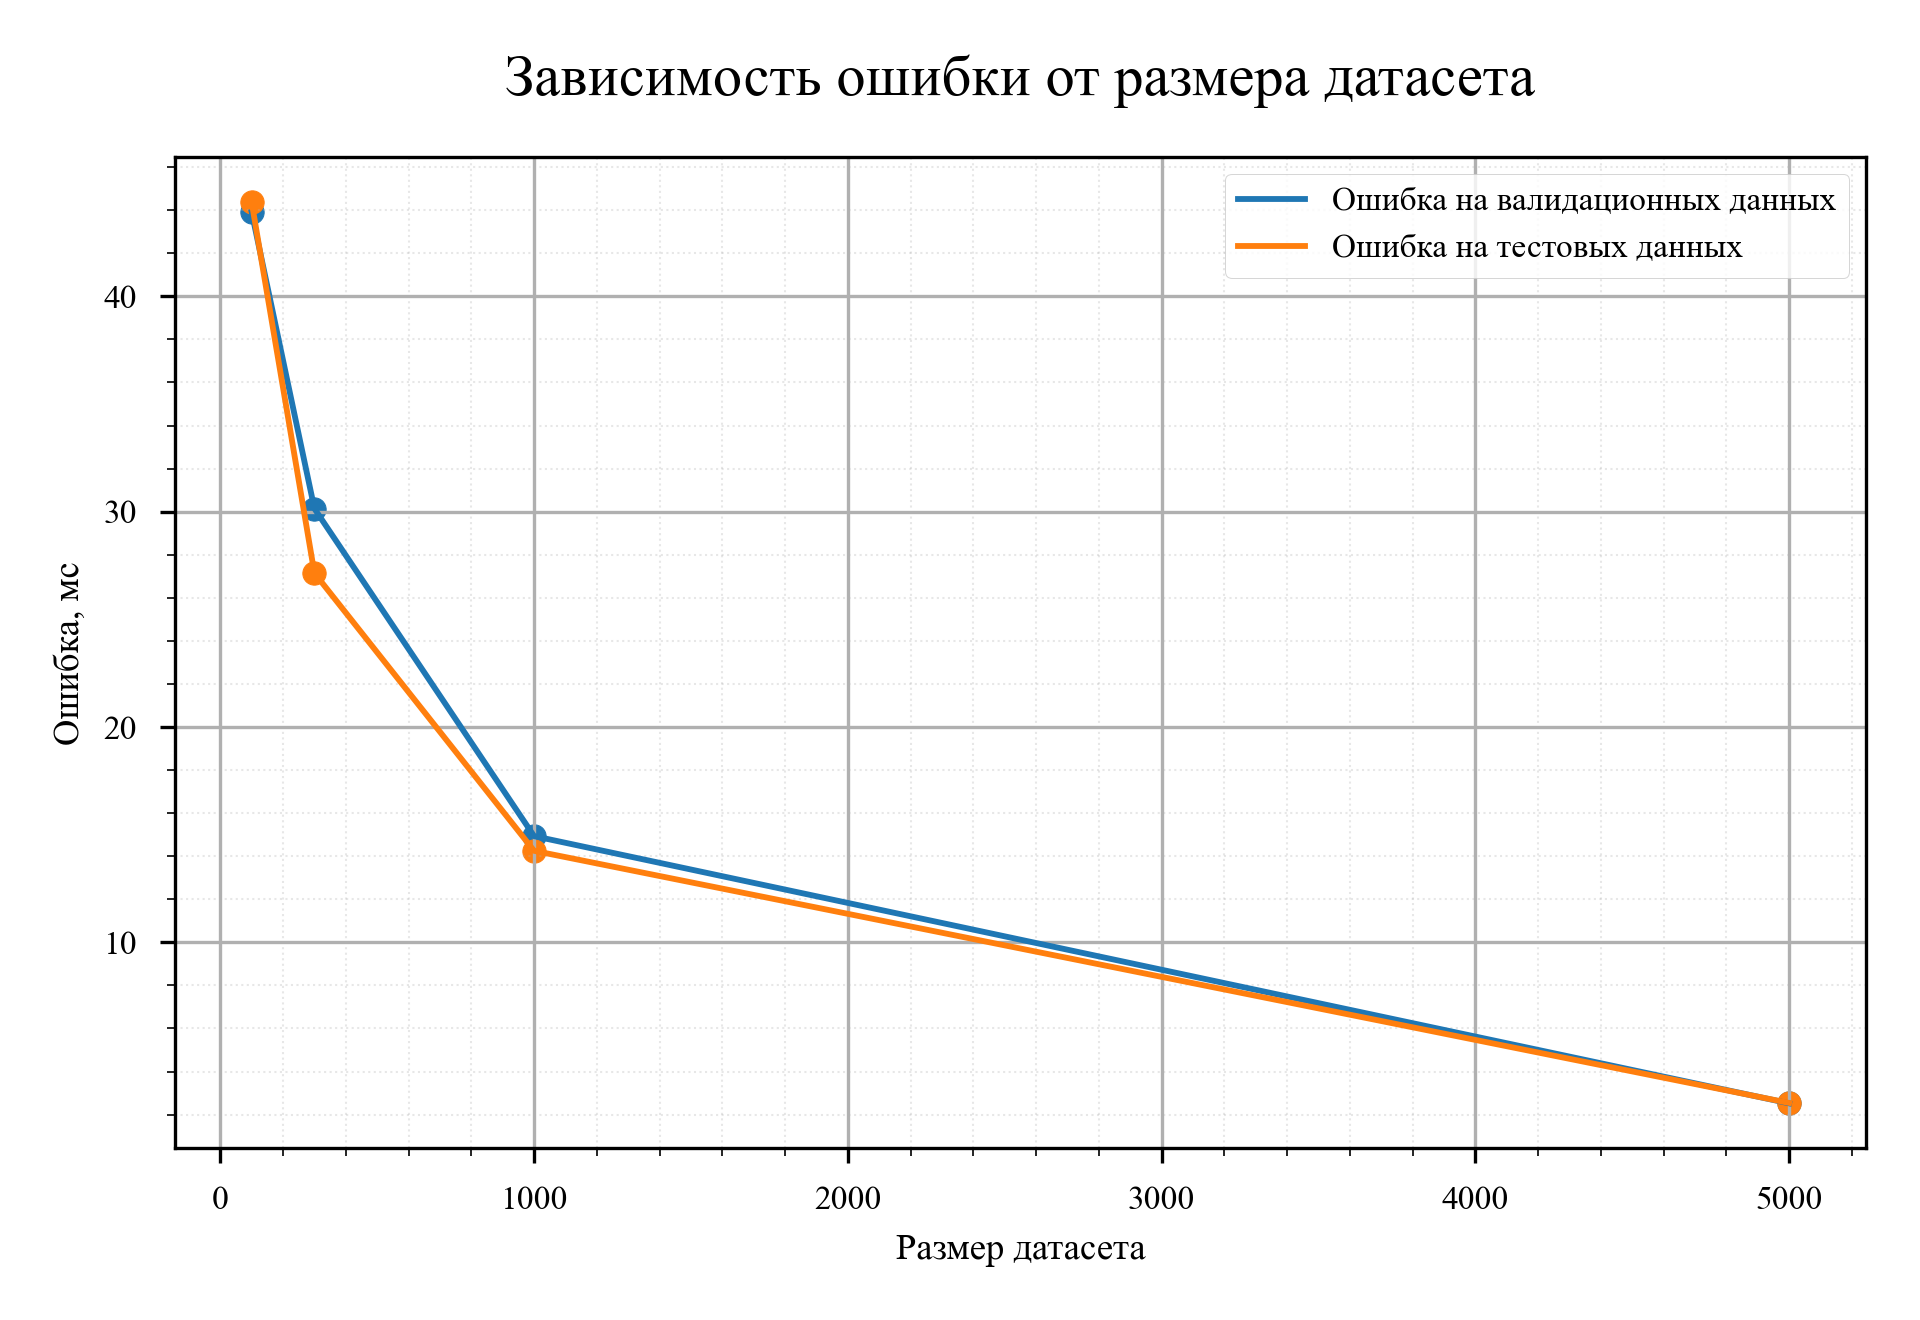 Зависимость ошибки от размера датасета
Ошибка на валидационных данных
Ошибка на тестовых данных
40
30
20
10
Ошибка, мс
0 1000 2000 3000 4000 5000
Размер датасета